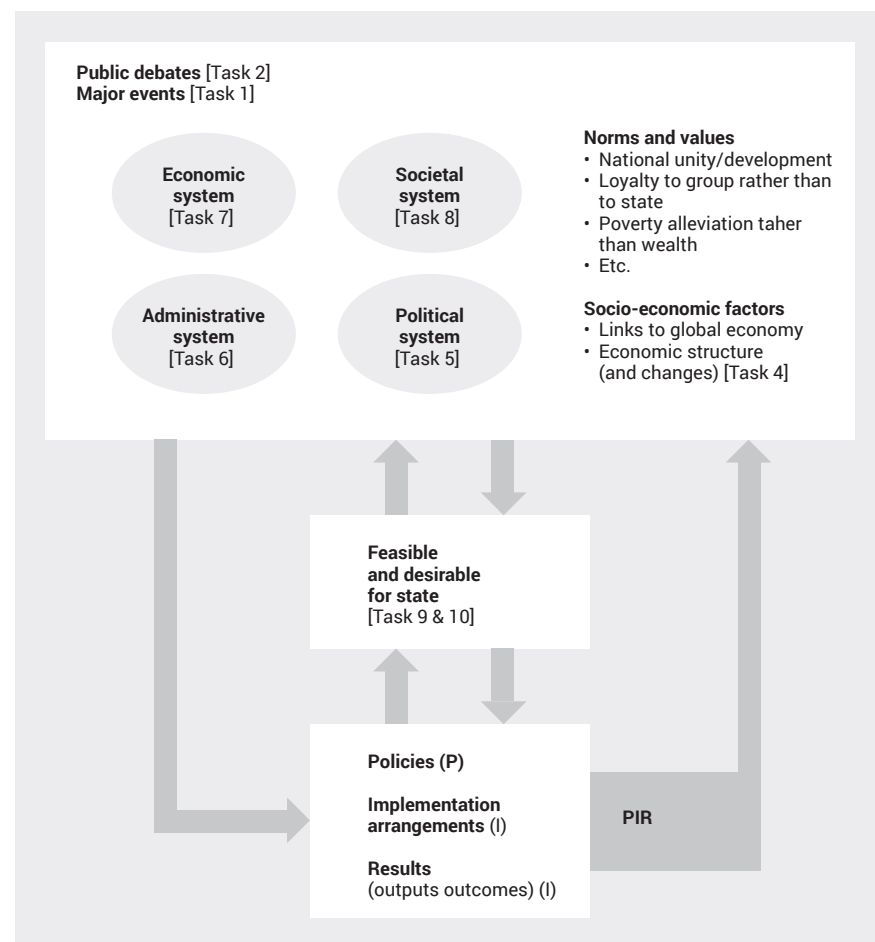 Public debates [Task 2]
Major events [Task 1]
Economic
system
[Task 7]
Societal
system
[Task 8]
Administrative
system
[Task 6]
Political
system
[Task 5]
Norms and values
• National unity/development
• Loyalty to group rather than
to state
• Poverty alleviation taher
than wealth
• Etc.
Socio-economic factors
• Links to global economy
• Economic structure
(and changes) [Task 4]
Feasible
and desirable
for state
[Task 9 & 10]
Policies (P)
Implementation
arrangements (I)
Results
(outputs outcomes) (I)
PIR